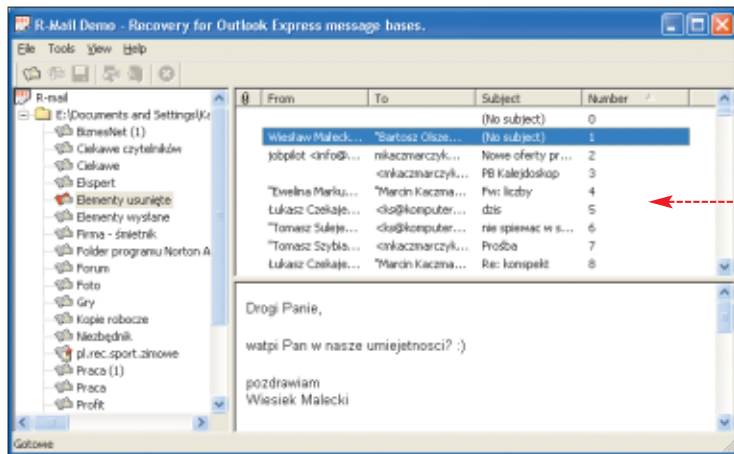 R-Mail Demo - Recovery for Outlook Express message bases.
File Tools View Help
R-mail
E:\Documents and Settings\Ka
BiznesNet (1)
Ciekawe czytelników
Ciekawe
Ekspert
Elementy usunięte
Elementy wysłane
Firma - śmietnik
Folder programu Norton A
Forum
Foto
Gry
Kopie robocze
Niezbędnik
pl.rec.sport.zimowe
Praca (1)
Praca
Profit
From To Subject Number
(No subject) 0
Wiesław Małeck... "Bartosz Olsze... (No subject) 1
jobpilot <info@... mkaczmarczyk... Nowe oferty pr... 2
<mkaczmarczyk... PB Kalejdoskop 3
"Ewelina Marku... "Marcin Kaczma... Fw: liczby 4
Łukasz Czekaje... <ks@komputer... dzis 5
"Tomasz Suleje... <ks@komputer... nie spiewac w s... 6
"Tomasz Szybia... <mkaczmarczyk... Prośba 7
Łukasz Czekaje... "Marcin Kaczma... Re: konspekt 8
Drogi Panie,
watpi Pan w nasze umiejetnosci? :)
pozdrawiam
Wiesiek Malecki
Gotowe